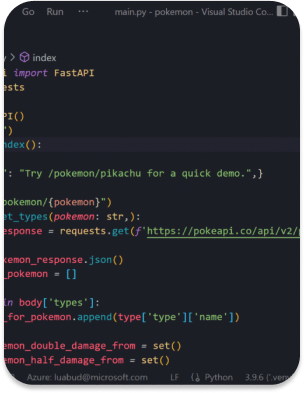 Go Run ··· main.py - pokemon - Visual Studio Co...
y > index
i import FastAPI
ests
PI()
")
ndex():
": "Try /pokemon/pikachu for a quick demo.",}
pokemon/{pokemon}")
et_types(pokemon: str,):
esponse = requests.get(f'https://pokeapi.co/api/v2/p
kemon_response.json()
_pokemon = []
in body['types']:
_for_pokemon.append(type['type']['name'])
emon_double_damage_from = set()
emon_half_damage_from = set()
Azure: luabud@microsoft.com LF {} Python 3.9.6 ('.ven